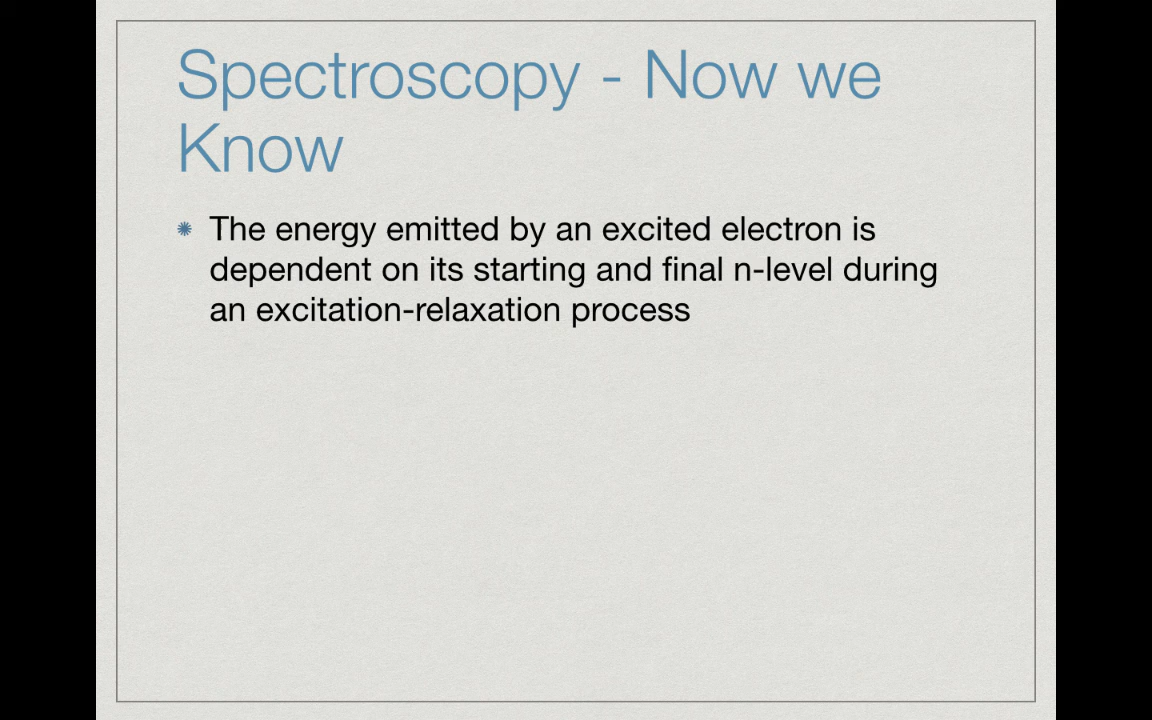 Spectroscopy - Now we
Know
The energy emitted by an excited electron is
dependent on its starting and final n-level during
an excitation-relaxation process